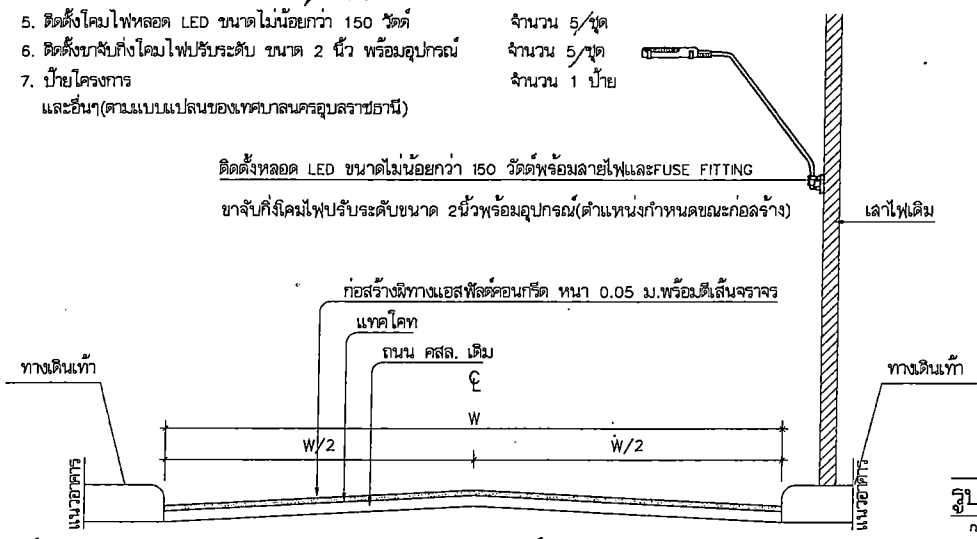 5. ติดตั้งโคมไฟหลอด LED ขนาดไม่น้อยกว่า 150 วัตต์ จำนวน 5 ชุด
6. ติดตั้งขาจับกิ่งโคมไฟปรับระดับ ขนาด 2 นิ้ว พร้อมอุปกรณ์ จำนวน 5 ชุด
7. ป้ายโครงการ จำนวน 1 ป้าย
และอื่นๆ(ตามแบบแปลนของเทศบาลนครอุบลราชธานี)
ติดตั้งหลอด LED ขนาดไม่น้อยกว่า 150 วัตต์พร้อมสายไฟและFUSE FITTING
ขาจับกิ่งโคมไฟปรับระดับขนาด 2นิ้วพร้อมอุปกรณ์(ตำแหน่งกำหนดขณะก่อสร้าง)
เสาไฟเดิม
ก่อสร้างผิวทางแอสฟัลต์คอนกรีต หนา 0.05 ม.พร้อมตีเส้นจราจร
แทคโคท
ถนน คสล. เดิม
ทางเดินเท้า
ทางเดินเท้า
W
W/2
W/2
แนวอาคาร
แนวอาคาร
รูป